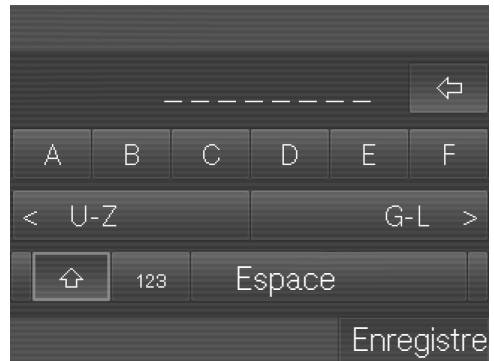 _ _ _ _ _ _ _ _ _
A B C D E F
< U-Z G-L >
123 Espace
Enregistre